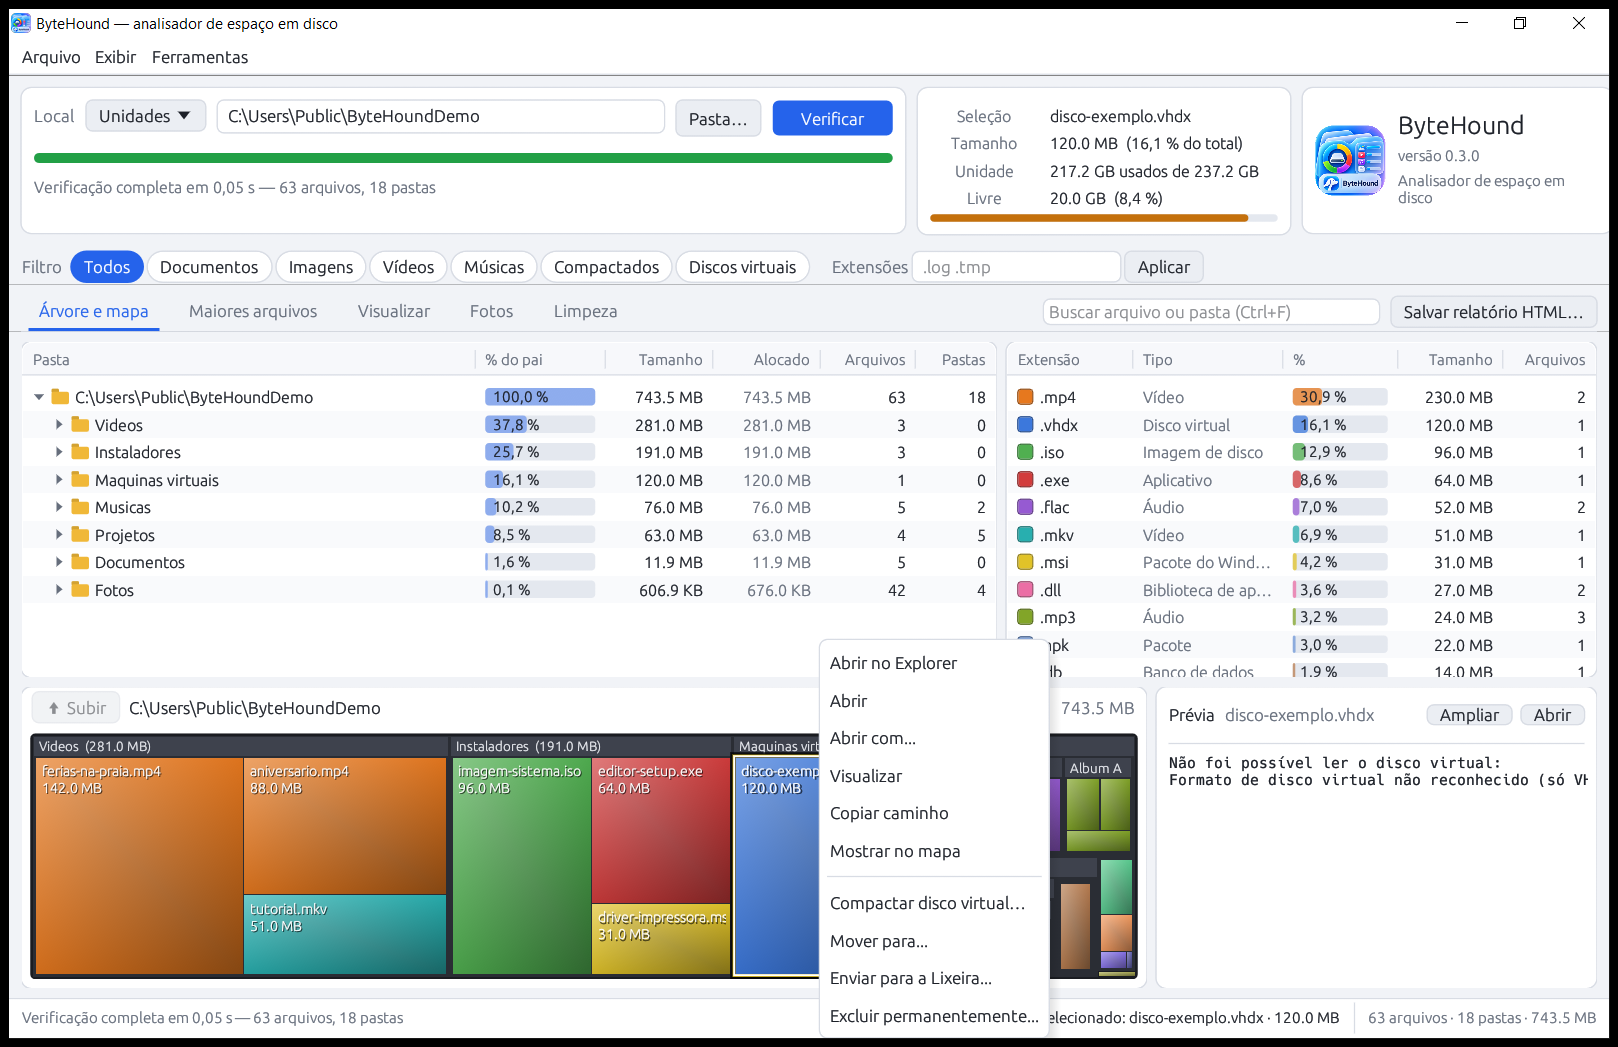 ByteHound — analisador de espaço em disco
Arquivo Exibir Ferramentas
Local Unidades C:\Users\Public\ByteHoundDemo Pasta... Verificar
Verificação completa em 0,05 s — 63 arquivos, 18 pastas
Seleção disco-exemplo.vhdx
Tamanho 120.0 MB (16,1 % do total)
Unidade 217.2 GB usados de 237.2 GB
Livre 20.0 GB (8,4 %)
ByteHound
ByteHound
versão 0.3.0
Analisador de espaço em
disco
Filtro Todos Documentos Imagens Vídeos Músicas Compactados Discos virtuais Extensões .log .tmp Aplicar
Árvore e mapa Maiores arquivos Visualizar Fotos Limpeza Buscar arquivo ou pasta (Ctrl+F) Salvar relatório HTML...
Pasta % do pai Tamanho Alocado Arquivos Pastas
C:\Users\Public\ByteHoundDemo 100,0 % 743.5 MB 743.5 MB 63 18
Videos 37,8 % 281.0 MB 281.0 MB 3 0
Instaladores 25,7 % 191.0 MB 191.0 MB 3 0
Maquinas virtuais 16,1 % 120.0 MB 120.0 MB 1 0
Musicas 10,2 % 76.0 MB 76.0 MB 5 2
Projetos 8,5 % 63.0 MB 63.0 MB 4 5
Documentos 1,6 % 11.9 MB 11.9 MB 5 0
Fotos 0,1 % 606.9 KB 676.0 KB 42 4
Extensão Tipo % Tamanho Arquivos
.mp4 Vídeo 30,9 % 230.0 MB 2
.vhdx Disco virtual 16,1 % 120.0 MB 1
.iso Imagem de disco 12,9 % 96.0 MB 1
.exe Aplicativo 8,6 % 64.0 MB 1
.flac Áudio 7,0 % 52.0 MB 2
.mkv Vídeo 6,9 % 51.0 MB 1
.msi Pacote do Wind... 4,2 % 31.0 MB 1
.dll Biblioteca de ap... 3,6 % 27.0 MB 2
.mp3 Áudio 3,2 % 24.0 MB 3
Pacote 3,0 % 22.0 MB 1
Banco de dados 1,9 % 14.0 MB 1
Abrir no Explorer
Abrir
Abrir com...
Visualizar
Copiar caminho
Mostrar no mapa
Compactar disco virtual...
Mover para...
Enviar para a Lixeira...
Excluir permanentemente...
Subir C:\Users\Public\ByteHoundDemo 743.5 MB
Videos (281.0 MB) Instaladores (191.0 MB) Maquinas virt
ferias-na-praia.mp4
142.0 MB
aniversario.mp4
88.0 MB
tutorial.mkv
51.0 MB
imagem-sistema.iso
96.0 MB
editor-setup.exe
64.0 MB
driver-impressora.ms
31.0 MB
disco-exemp
120.0 MB
Album A
Prévia disco-exemplo.vhdx Ampliar Abrir
Não foi possível ler o disco virtual:
Formato de disco virtual não reconhecido (só VH
Verificação completa em 0,05 s — 63 arquivos, 18 pastas
elecionado: disco-exemplo.vhdx · 120.0 MB
63 arquivos · 18 pastas · 743.5 MB